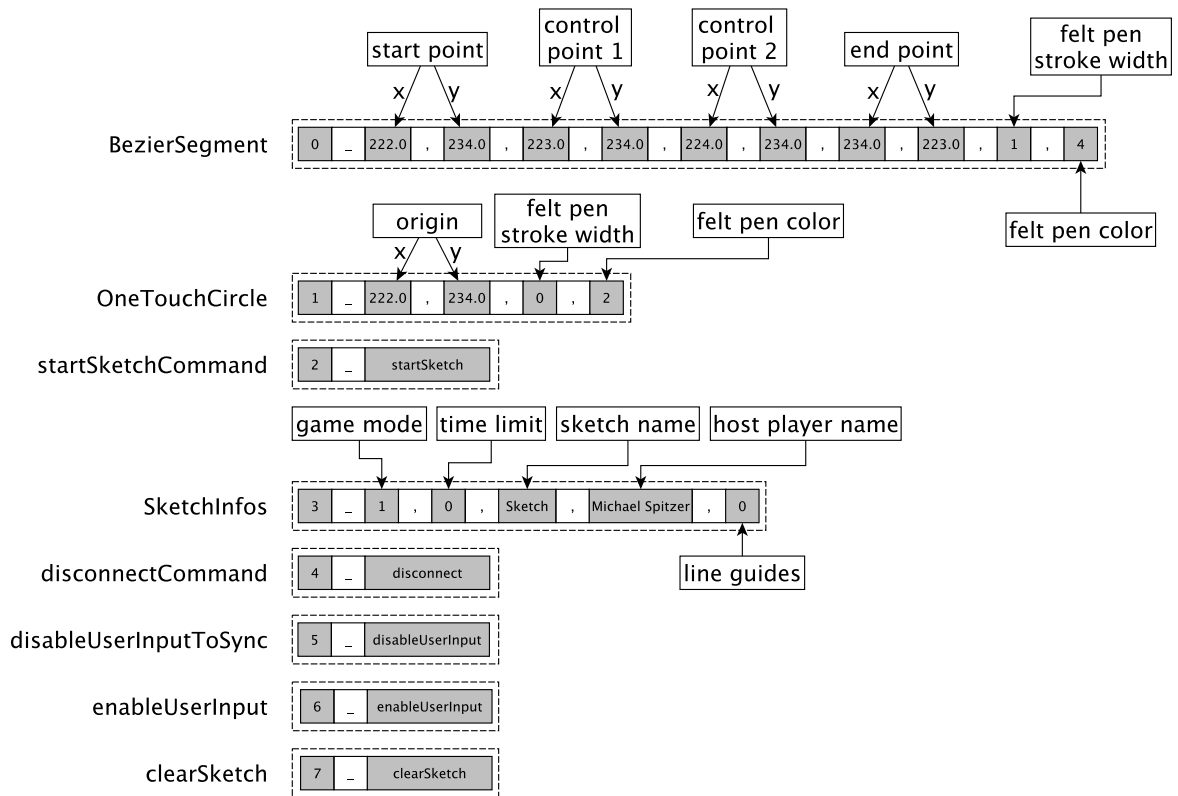 start point
control
point 1
control
point 2
end point
felt pen
stroke width
x y x y x y x y
BezierSegment
0 _ 222.0 , 234.0 , 223.0 , 234.0 , 224.0 , 234.0 , 234.0 , 223.0 , 1 , 4
felt pen color
origin
felt pen
stroke width
felt pen color
x y
OneTouchCircle
1 _ 222.0 , 234.0 , 0 , 2
startSketchCommand
2 _ startSketch
game mode
time limit
sketch name
host player name
SketchInfos
3 _ 1 , 0 , Sketch , Michael Spitzer , 0
line guides
disconnectCommand
4 _ disconnect
disableUserInputToSync
5 _ disableUserInput
enableUserInput
6 _ enableUserInput
clearSketch
7 _ clearSketch